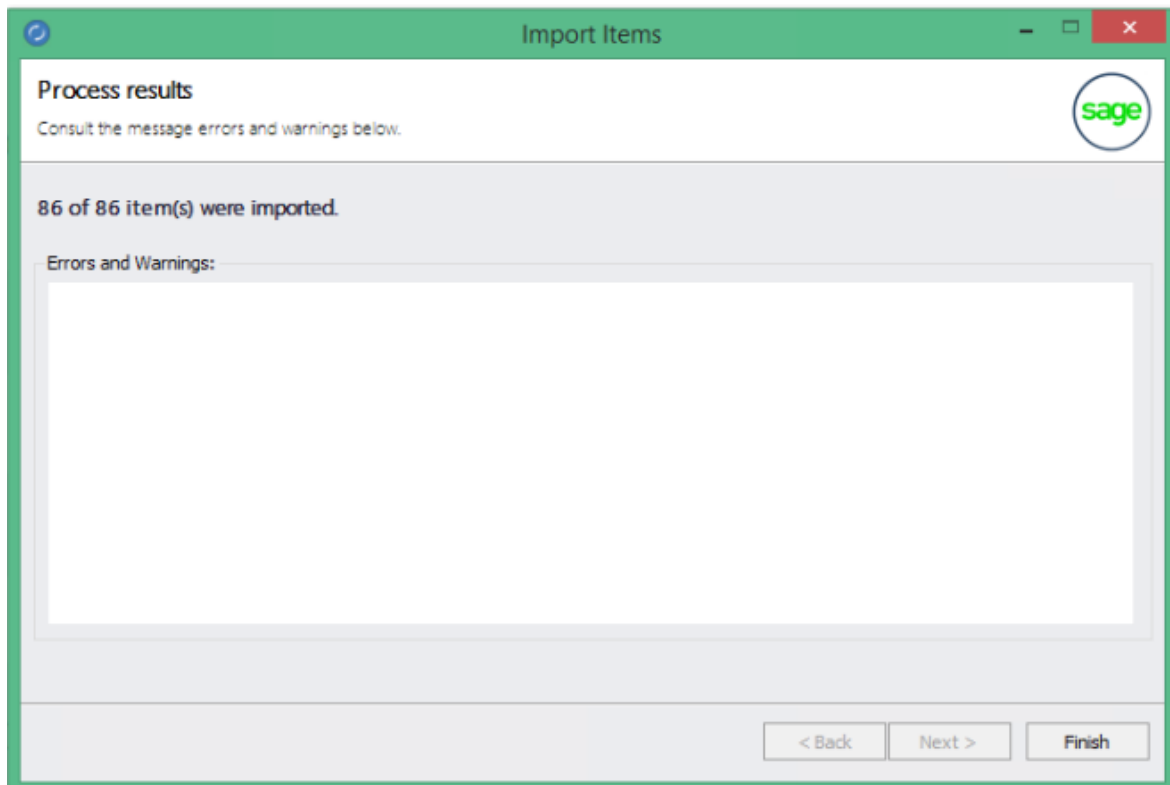 Import Items
Process results
Consult the message errors and warnings below.
sage
86 of 86 item(s) were imported.
Errors and Warnings:
< Back
Next >
Finish